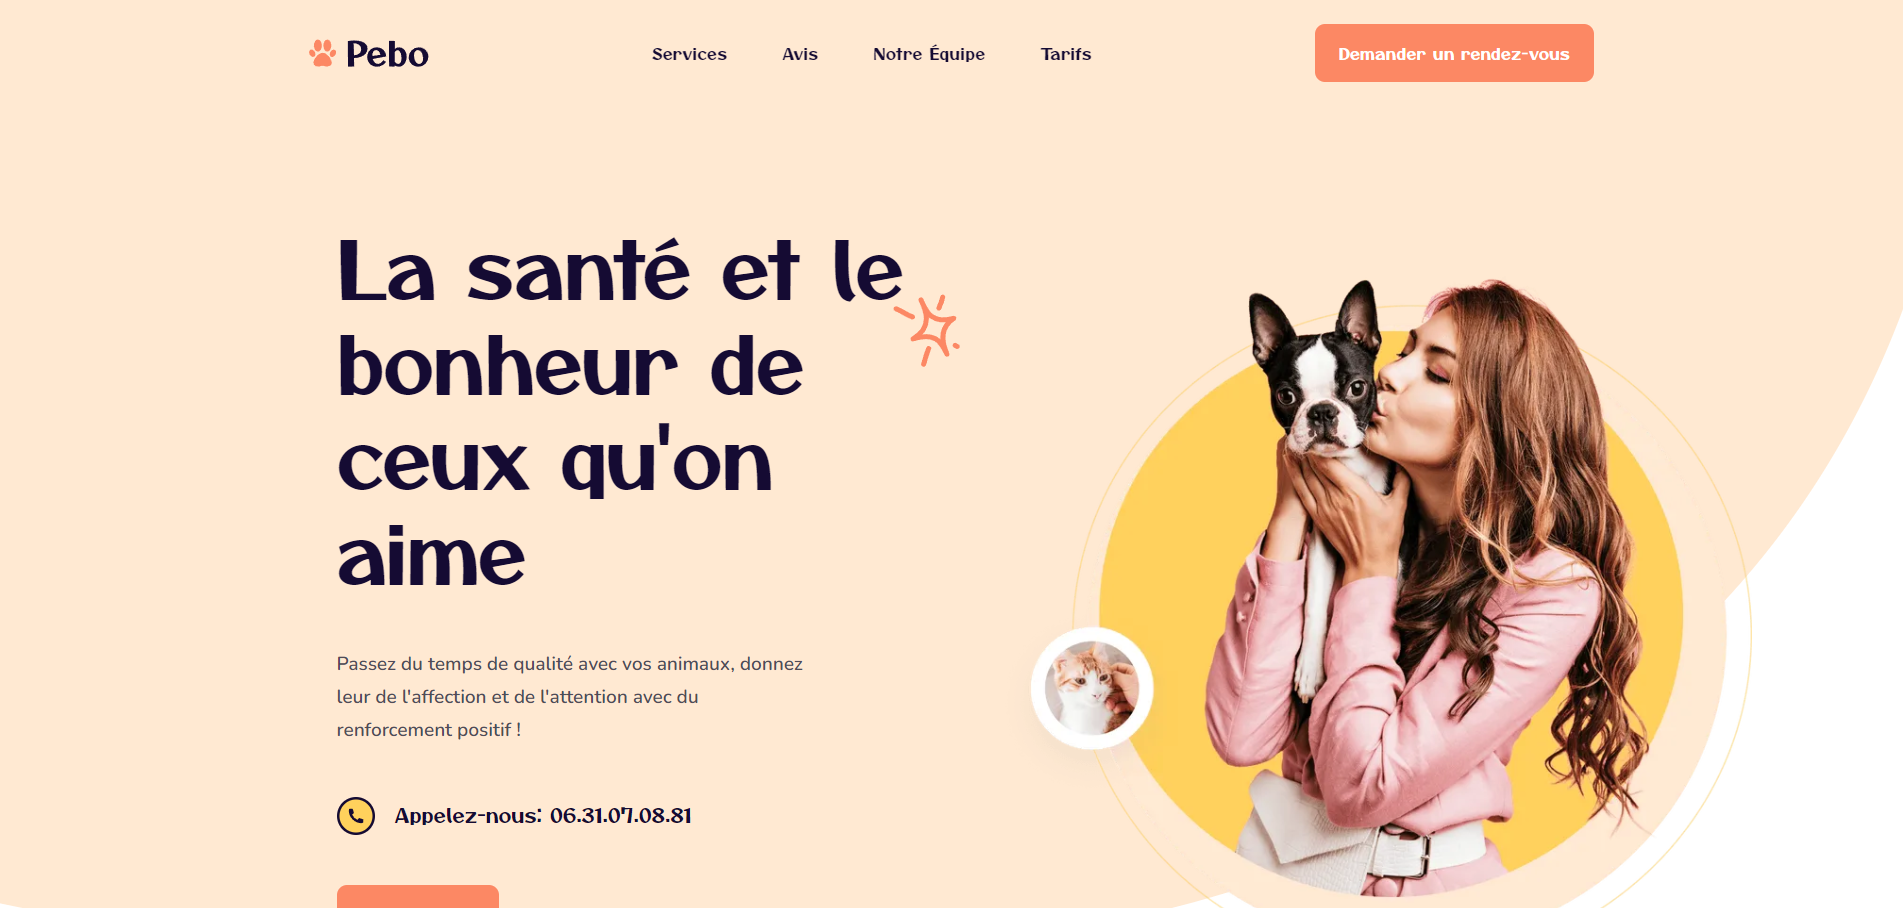 Pebo
Services
Avis
Notre Équipe
Tarifs
Demander un rendez-vous
La santé et le
bonheur de
ceux qu'on
aime
Passez du temps de qualité avec vos animaux, donnez
leur de l'affection et de l'attention avec du
renforcement positif !
Appelez-nous: 06.31.07.08.81